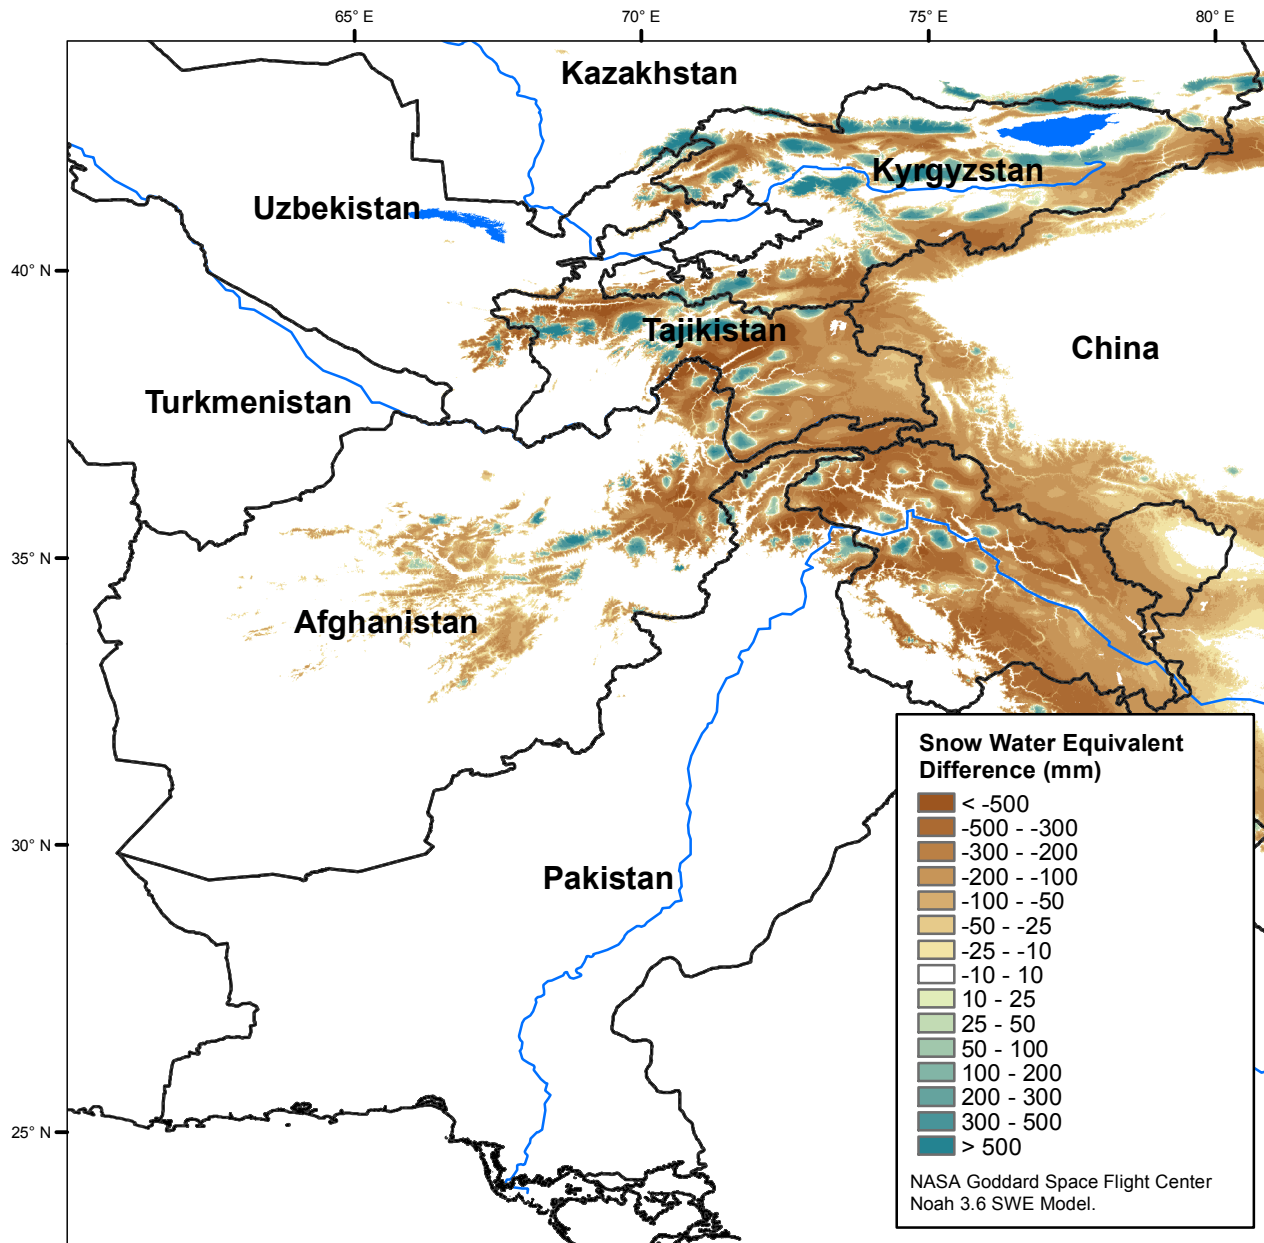 65° E
70° E
75° E
80° E
Kazakhstan
Kyrgyzstan
Uzbekistan
40° N
Tajikistan
China
Turkmenistan
35° N
Afghanistan
Snow Water Equivalent
Difference (mm)
< -500
-500 - -300
-300 - -200
-200 - -100
-100 - -50
-50 - -25
-25 - -10
-10 - 10
10 - 25
25 - 50
50 - 100
100 - 200
200 - 300
300 - 500
> 500
NASA Goddard Space Flight Center
Noah 3.6 SWE Model.
30° N
Pakistan
25° N